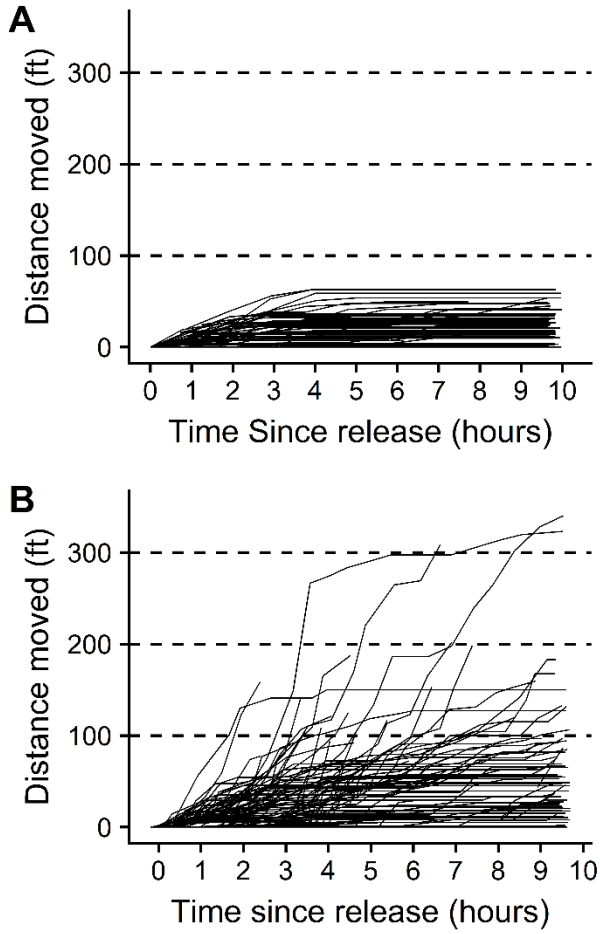 A
Distance moved (ft)
300
200
100
0
0 1 2 3 4 5 6 7 8 9 10
Time Since release (hours)
B
Distance moved (ft)
300
200
100
0
0 1 2 3 4 5 6 7 8 9 10
Time since release (hours)